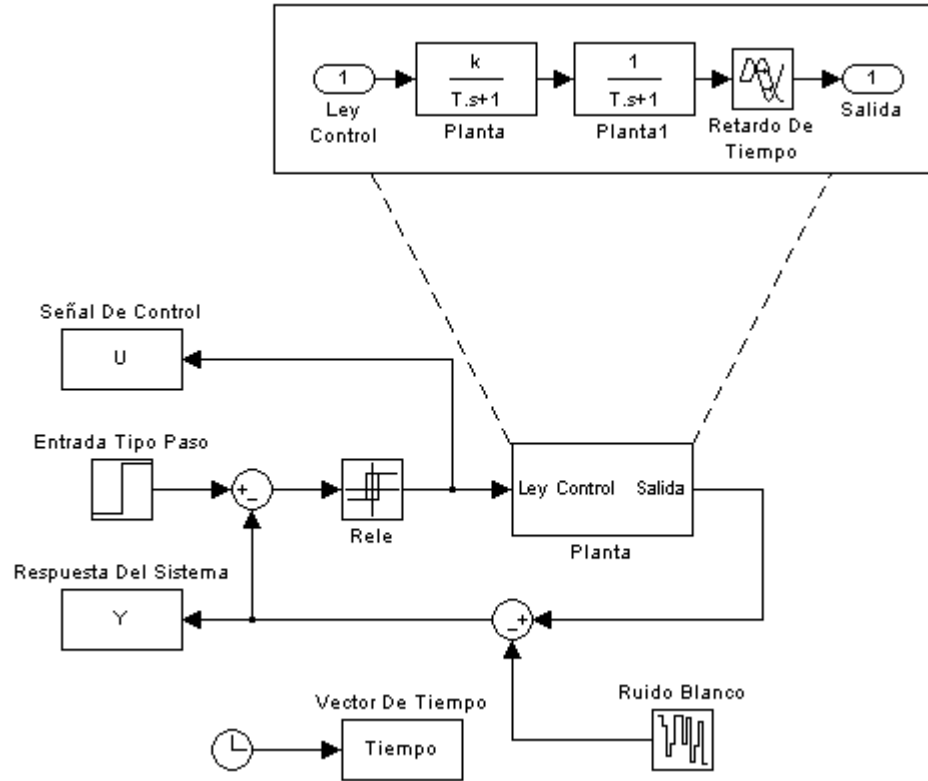 1
k
T.s+1
1
T.s+1
1
Ley
Control
Planta
Planta1
Retardo De
Tiempo
Salida
Señal De Control
U
Entrada Tipo Paso
+
_
Rele
Ley Control
Salida
Planta
Respuesta Del Sistema
Y
_
+
Vector De Tiempo
Tiempo
Ruido Blanco